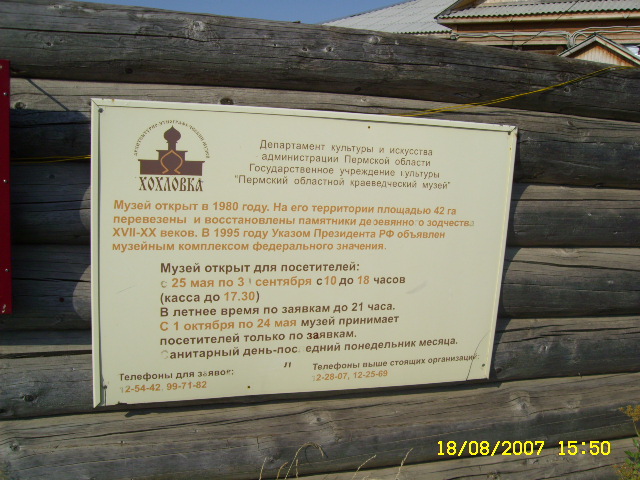 АРХИТЕКТУРНО-ЭТНОГРАФИЧЕСКИЙ МУЗЕЙ
ХОХЛОВКА
Департамент культуры и искусства
администрации Пермской области
Государственное учреждение культуры
"Пермский областной краеведческий музей"
Музей открыт в 1980 году. На его территории площадью 42 га
перевезены и восстановлены памятники деревянного зодчества
XVII-XX веков. В 1995 году Указом Президента РФ объявлен
музейным комплексом федерального значения.
Музей открыт для посетителей:
с 25 мая по 30 сентября с 10 до 18 часов
(касса до 17.30)
В летнее время по заявкам до 21 часа.
С 1 октября по 24 мая музей принимает
посетителей только по заявкам.
Санитарный день-последний понедельник месяца.
Телефоны для заявок:
12-54-42, 99-71-82
Телефоны выше стоящих организаций:
12-28-07, 12-25-69
18/08/2007 15:50